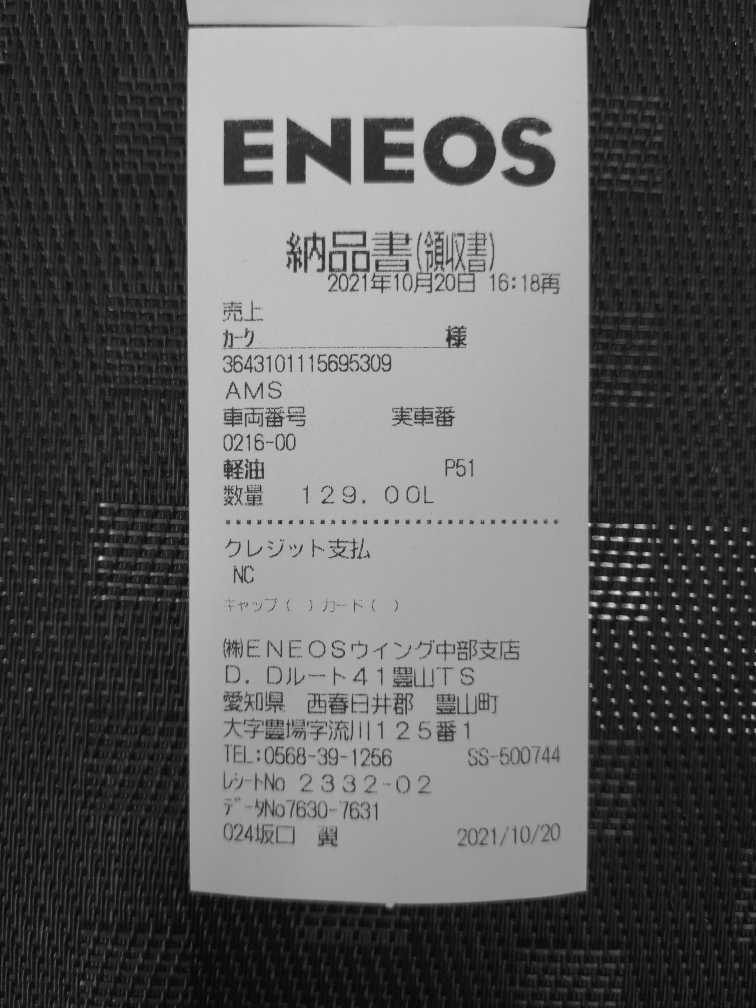 ENEOS
納品書(領収書)
2021年10月20日 16:18再
売上
ｶｰｸ 様
3643101115695309
ＡＭＳ
車両番号 実車番
0216-00
軽油 P51
数量 １２９．００L
クレジット支払
NC
キャップ（ ）カード（ ）
㈱ＥＮＥＯＳウイング中部支店
Ｄ．Ｄルート４１豊山ＴＳ
愛知県 西春日井郡 豊山町
大字豊場字流川１２５番１
TEL:0568-39-1256 SS-500744
ﾚｼｰﾄNo ２３３２-０２
ﾃﾞｰﾀNo7630-7631
024坂口 翼 2021/10/20